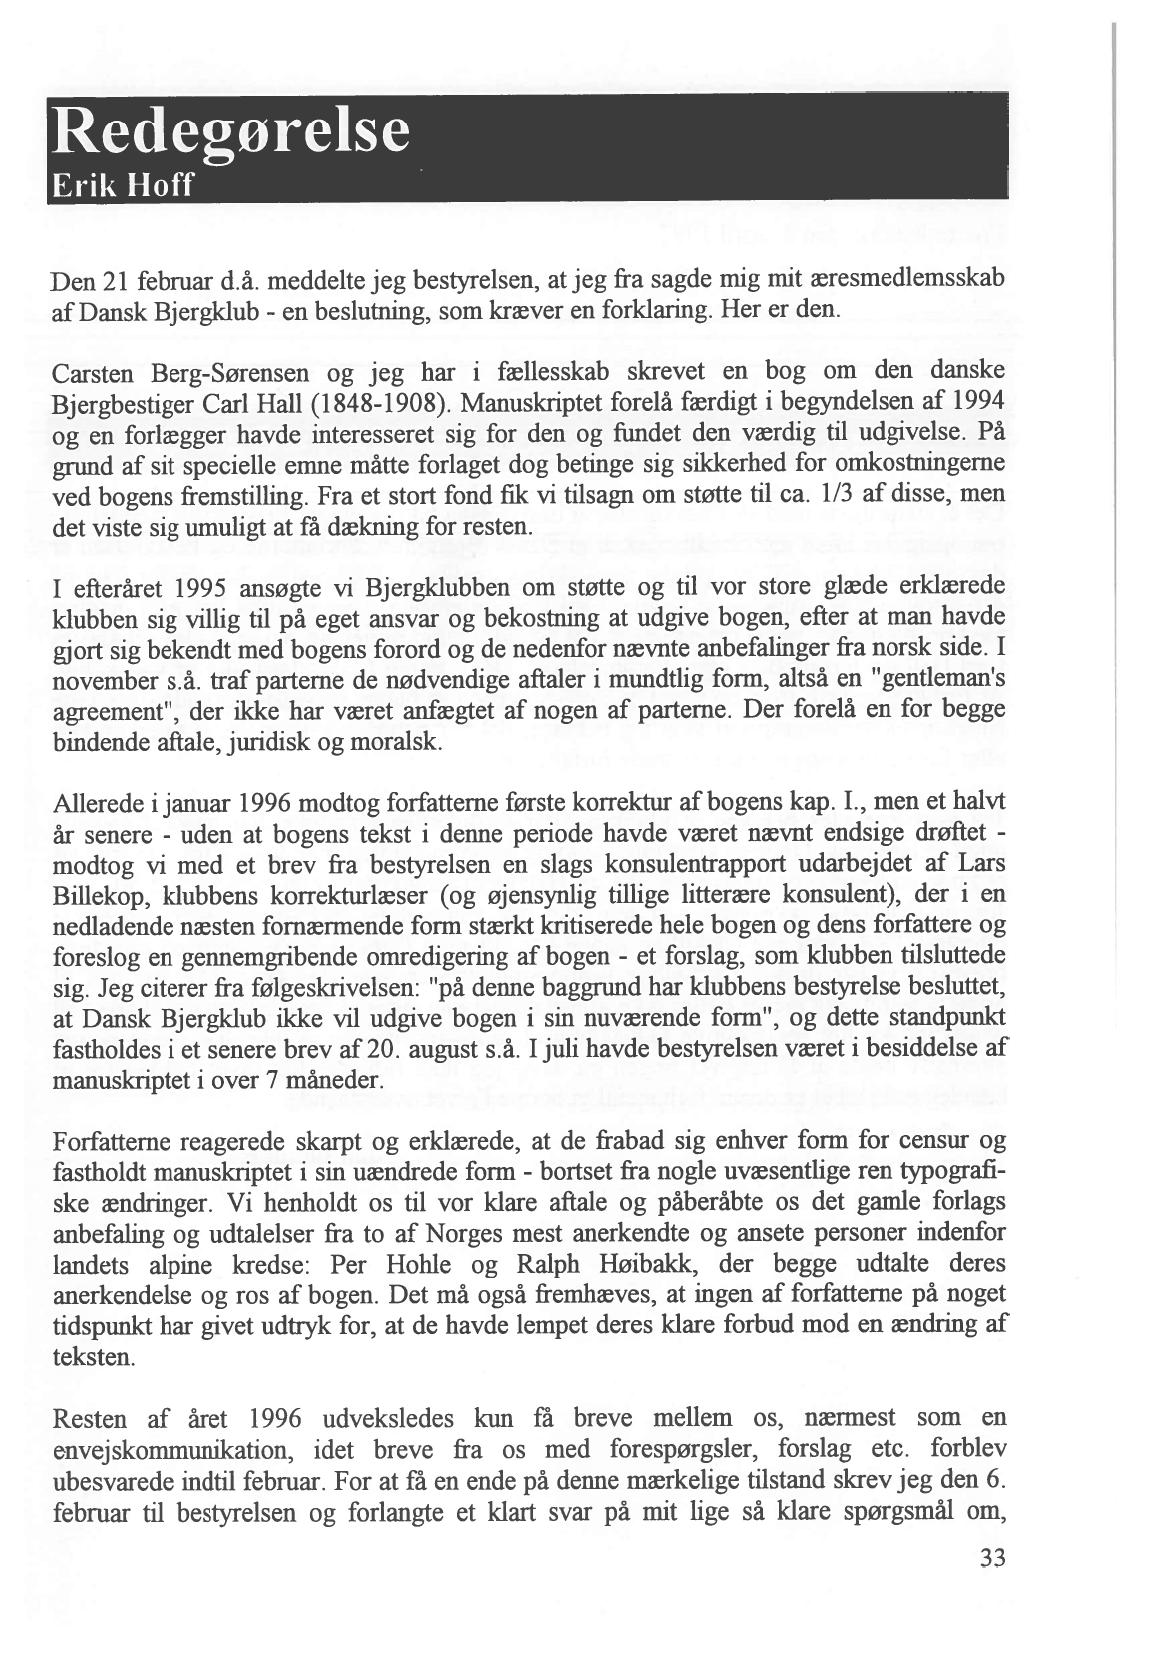 Redegørelse
Erik Hoff
Den 21 februar d.å. meddelte jeg bestyrelsen, at jeg fra sagde mig mit æresmedlemsskab
af Dansk Bjergklub - en beslutning, som kræver en forklaring. Her er den.
Carsten Berg-Sørensen og jeg har i fællesskab skrevet en bog om den danske
Bjergbestiger Carl Hall (1848-1908). Manuskriptet forelå færdigt i begyndelsen af 1994
og en forlægger havde interesseret sig for den og fundet den værdig til udgivelse. På
grund af sit specielle emne måtte forlaget dog betinge sig sikkerhed for omkostningerne
ved bogens fremstilling. Fra et stort fond fik vi tilsagn om støtte til ca. 1/3 af disse, men
det viste sig umuligt at få dækning for resten.
I efteråret 1995 ansøgte vi Bjergklubben om støtte og til vor store glæde erklærede
klubben sig villig til på eget ansvar og bekostning at udgive bogen, efter at man havde
gjort sig bekendt med bogens forord og de nedenfor nævnte anbefalinger fra norsk side. I
november s.å. traf parterne de nødvendige aftaler i mundtlig form, altså en "gentleman's
agreement", der ikke har været anfægtet af nogen af parterne. Der forelå en for begge
bindende aftale, juridisk og moralsk.
Allerede i januar 1996 modtog forfatterne første korrektur af bogens kap. I., men et halvt
år senere - uden at bogens tekst i denne periode havde været nævnt endsige drøftet -
modtog vi med et brev fra bestyrelsen en slags konsulentrapport udarbejdet af Lars
Billekop, klubbens korrekturlæser (og øjensynlig tillige litterære konsulent), der i en
nedladende næsten fornærmende form stærkt kritiserede hele bogen og dens forfattere og
foreslog en gennemgribende omredigering af bogen - et forslag, som klubben tilsluttede
sig. Jeg citerer fra følgeskrivelsen: "på denne baggrund har klubbens bestyrelse besluttet,
at Dansk Bjergklub ikke vil udgive bogen i sin nuværende form", og dette standpunkt
fastholdes i et senere brev af 20. august s.å. I juli havde bestyrelsen været i besiddelse af
manuskriptet i over 7 måneder.
Forfatterne reagerede skarpt og erklærede, at de frabad sig enhver form for censur og
fastholdt manuskriptet i sin uændrede form - bortset fra nogle uvæsentlige ren typografi-
ske ændringer. Vi henholdt os til vor klare aftale og påberåbte os det gamle forlags
anbefaling og udtalelser fra to af Norges mest anerkendte og ansete personer indenfor
landets alpine kredse: Per Hohle og Ralph Høibakk, der begge udtalte deres
anerkendelse og ros af bogen. Det må også fremhæves, at ingen af forfatterne på noget
tidspunkt har givet udtryk for, at de havde lempet deres klare forbud mod en ændring af
teksten.
Resten af året 1996 udveksledes kun få breve mellem os, nærmest som en
envejskommunikation, idet breve fra os med forespørgsler, forslag etc. forblev
ubesvarede indtil februar. For at få en ende på denne mærkelige tilstand skrev jeg den 6.
februar til bestyrelsen og forlangte et klart svar på mit lige så klare spørgsmål om,
33